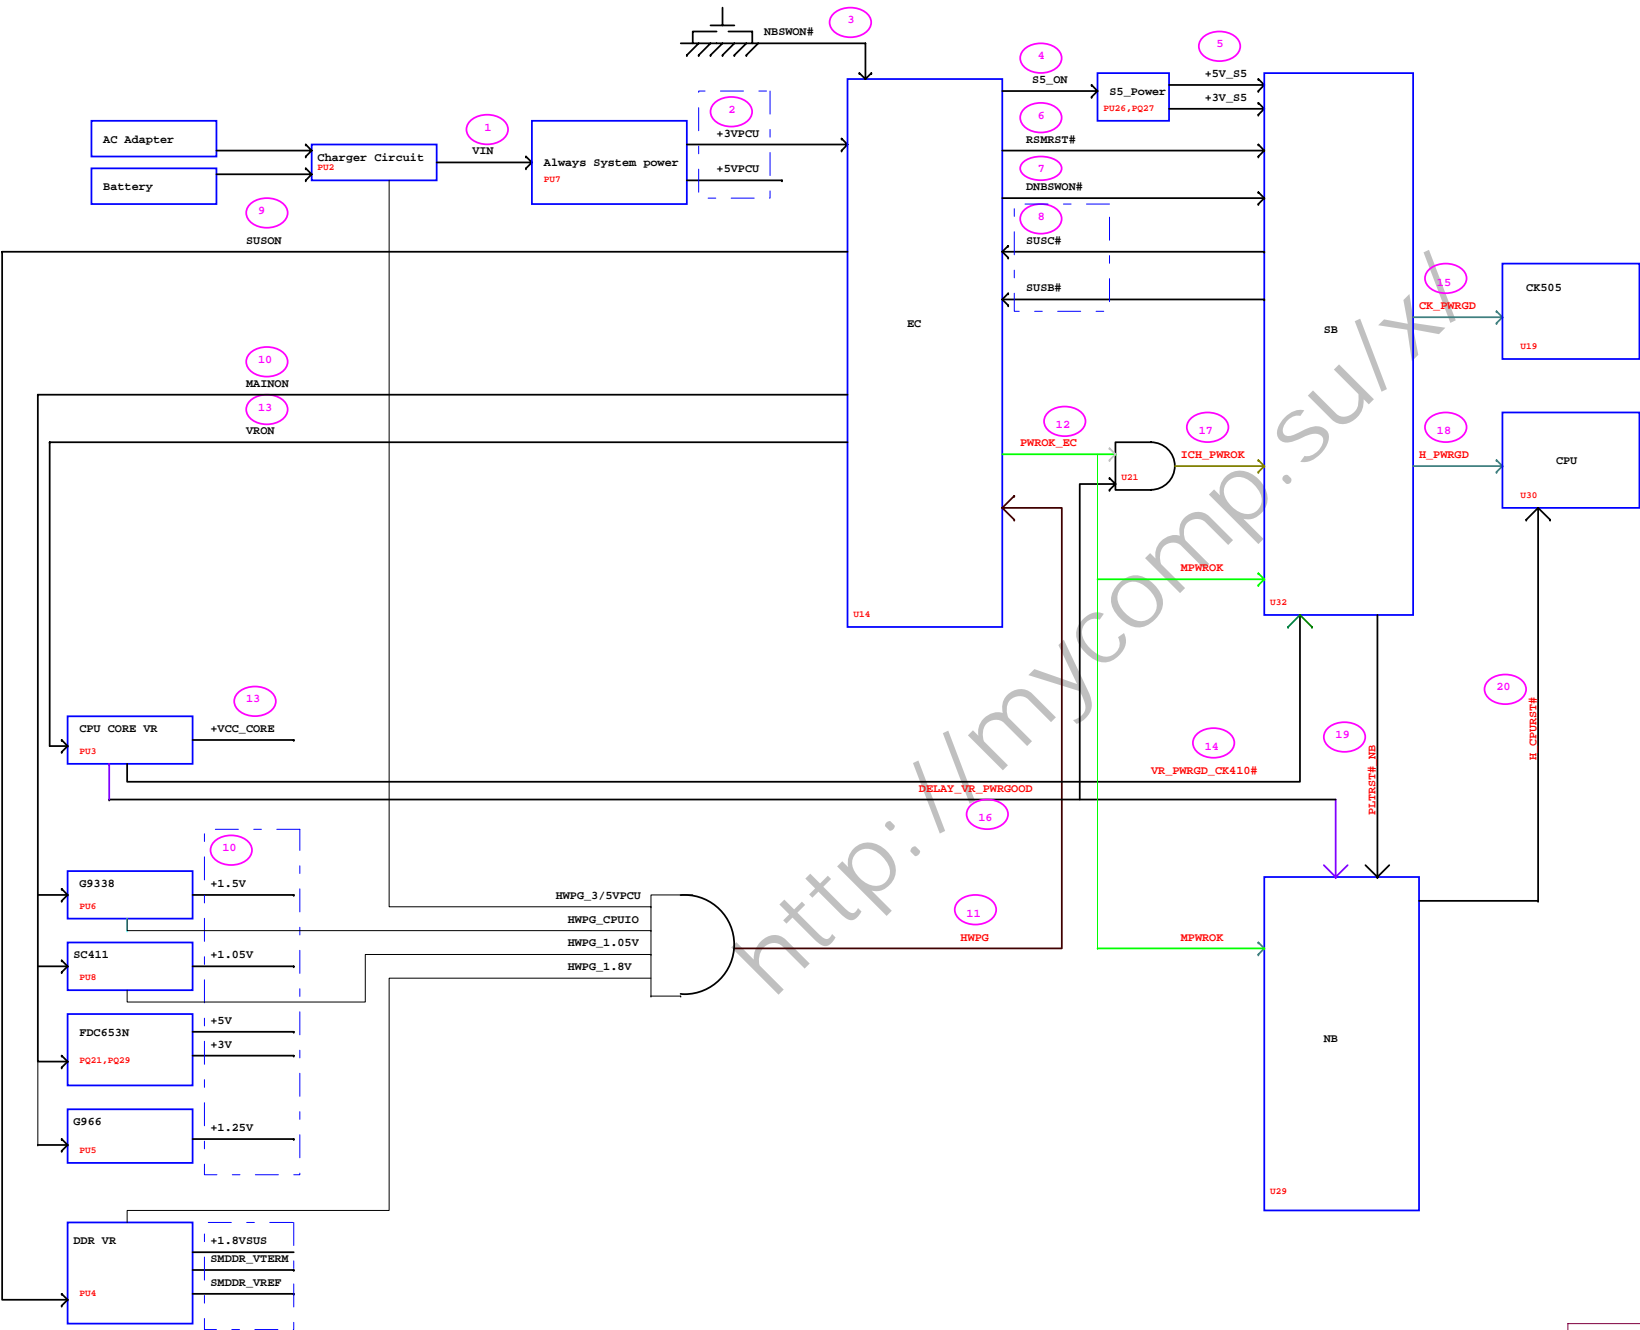 NBSWON#
3
4
S5_ON
5
+5V_S5
+3V_S5
S5_Power
PU26,PQ27
6
RSMRST#
7
DNBSWON#
8
SUSC#
SUSB#
AC Adapter
Battery
Charger Circuit
PU2
1
VIN
Always System power
PU7
2
+3VPCU
+5VPCU
9
SUSON
10
MAINON
13
VRON
EC
U14
SB
U32
15
CK_PWRGD
CK505
U19
12
PWROK_EC
U21
17
ICH_PWROK
18
H_PWRGD
CPU
U30
MPWROK
CPU CORE VR
PU3
13
+VCC_CORE
14
VR_PWRGD_CK410#
DELAY_VR_PWRGOOD
16
19
PLTRST#_NB
20
H_CPURST#
10
G9338
PU6
+1.5V
SC411
PU8
+1.05V
FDC653N
PQ21,PQ29
+5V
+3V
G966
PU5
+1.25V
DDR VR
PU4
+1.8VSUS
SMDDR_VTERM
SMDDR_VREF
HWPG_3/5VPCU
HWPG_CPUIO
HWPG_1.05V
HWPG_1.8V
11
HWPG
MPWROK
NB
U29
http://mycomp.su/x/